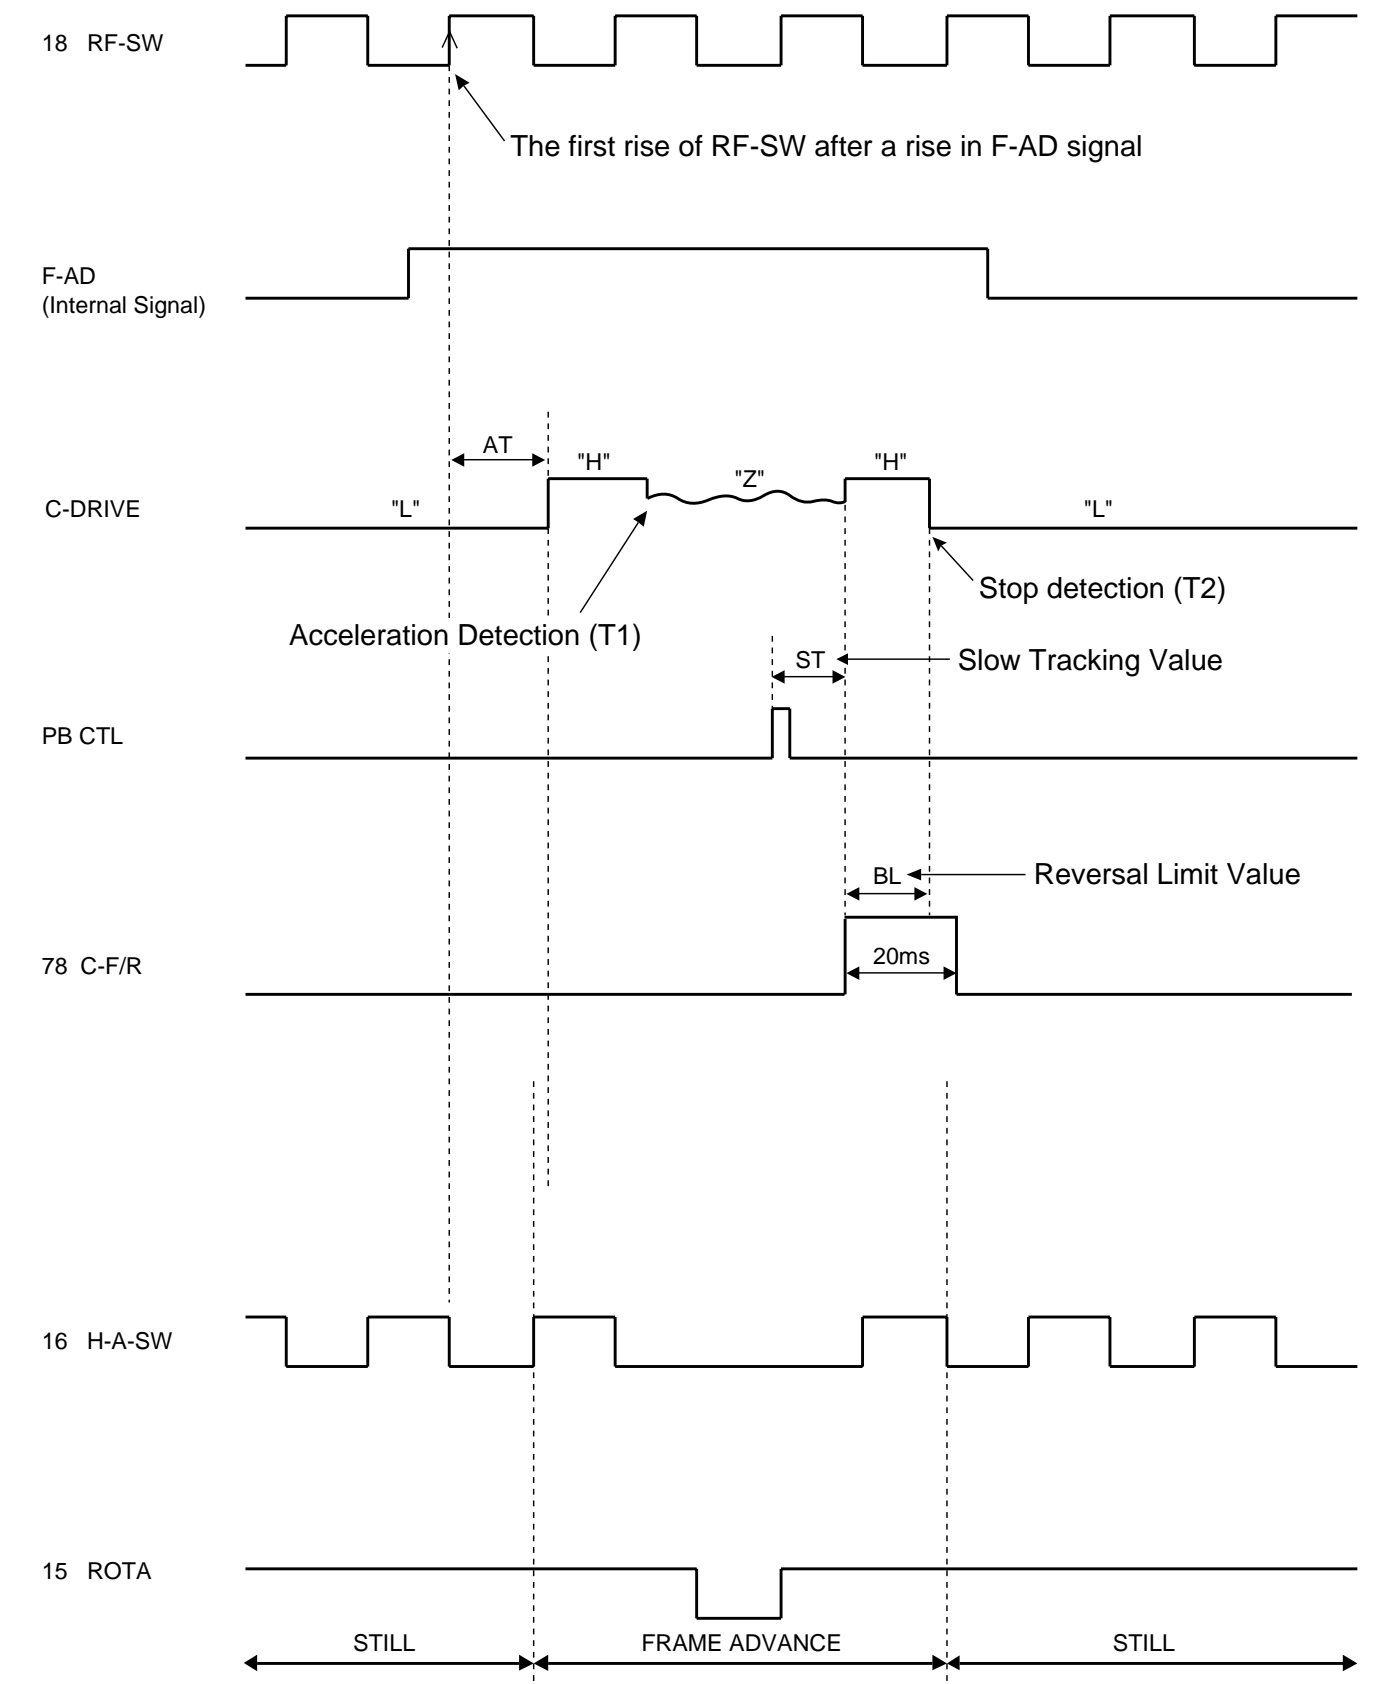 18 RF-SW
The first rise of RF-SW after a rise in F-AD signal
F-AD
(Internal Signal)
AT
"H"
"Z"
"H"
C-DRIVE
"L"
"L"
Stop detection (T2)
Acceleration Detection (T1)
ST
Slow Tracking Value
PB CTL
BL
Reversal Limit Value
78 C-F/R
20ms
16 H-A-SW
15 ROTA
STILL
FRAME ADVANCE
STILL